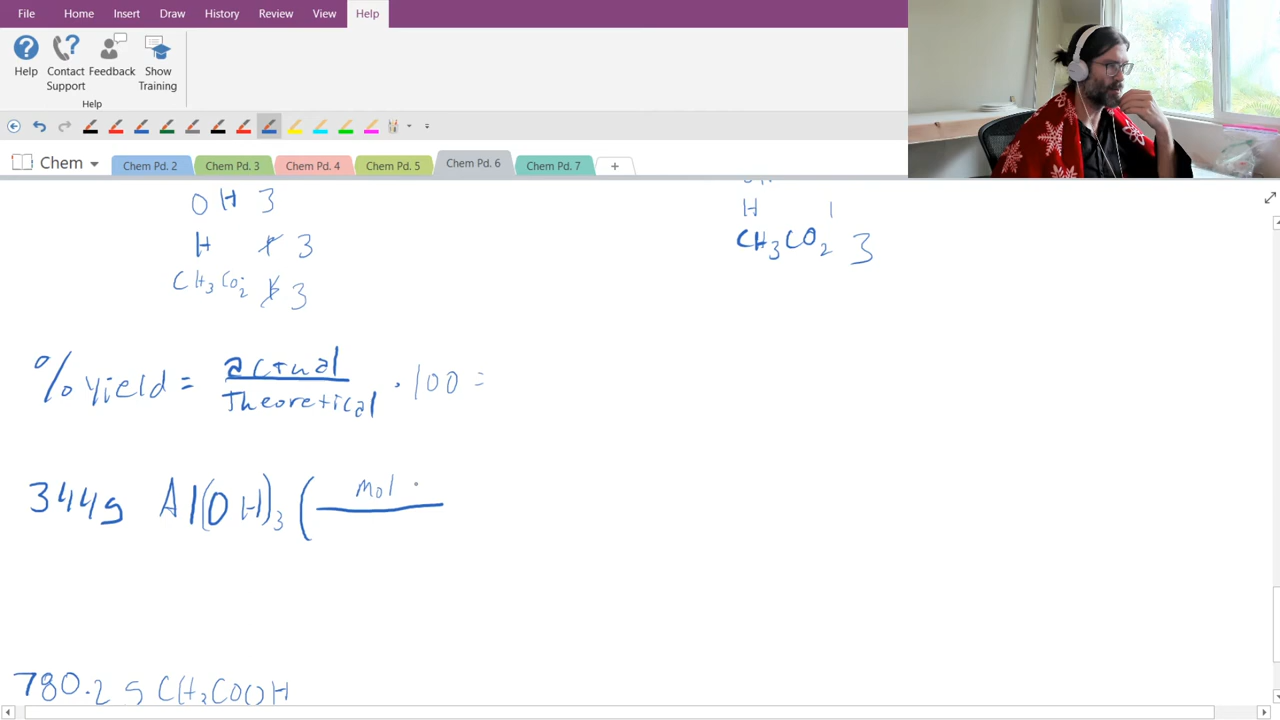 File Home Insert Draw History Review View Help
Help Contact Support Feedback Show Training
Help
Chem Chem Pd. 2 Chem Pd. 3 Chem Pd. 4 Chem Pd. 5 Chem Pd. 6 Chem Pd. 7 +
OH 3
H 3
CH3CO2 3
H 1
CH3CO2 3
% yield = actual / Theoretical · 100 =
344g Al(OH)3 ( mol
780.2 g CH3COOH